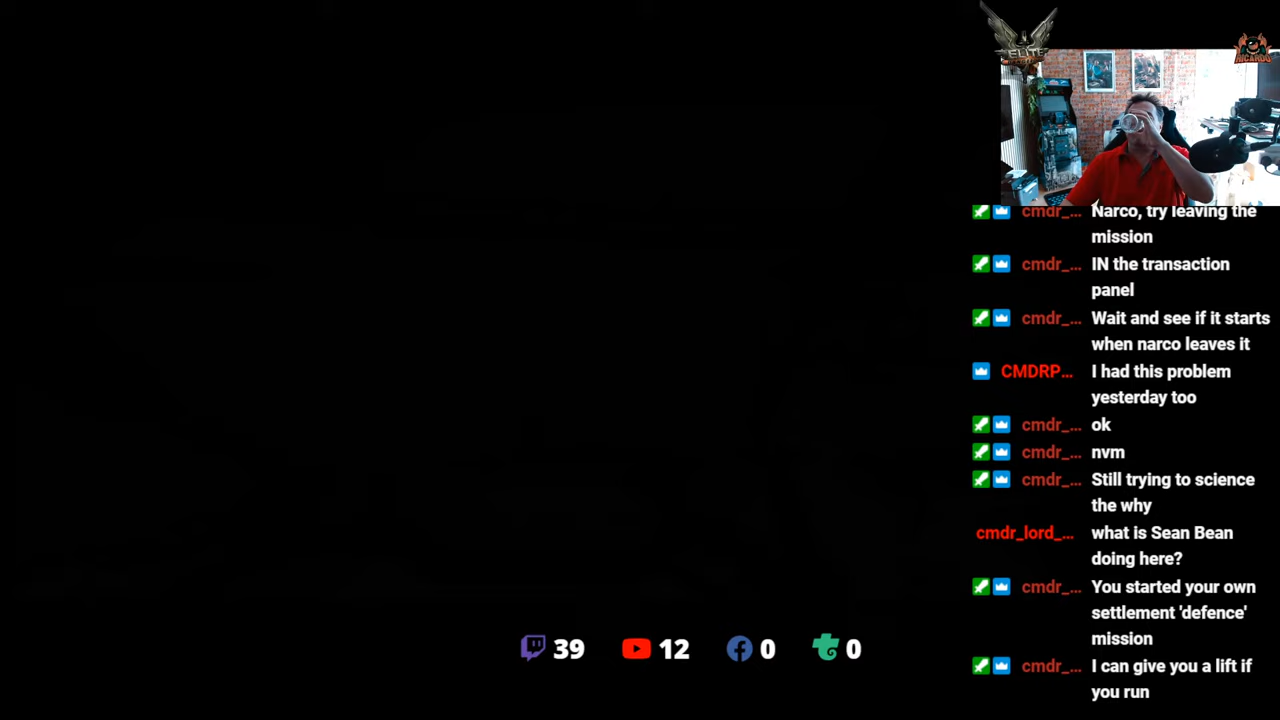 ELITE
RICARDO
cmdr_... Narco, try leaving the
mission
cmdr_... IN the transaction
panel
cmdr_... Wait and see if it starts
when narco leaves it
CMDRP... I had this problem
yesterday too
cmdr_... ok
cmdr_... nvm
cmdr_... Still trying to science
the why
cmdr_lord_... what is Sean Bean
doing here?
cmdr_... You started your own
settlement 'defence'
mission
cmdr_... I can give you a lift if
you run
39 12 0 0